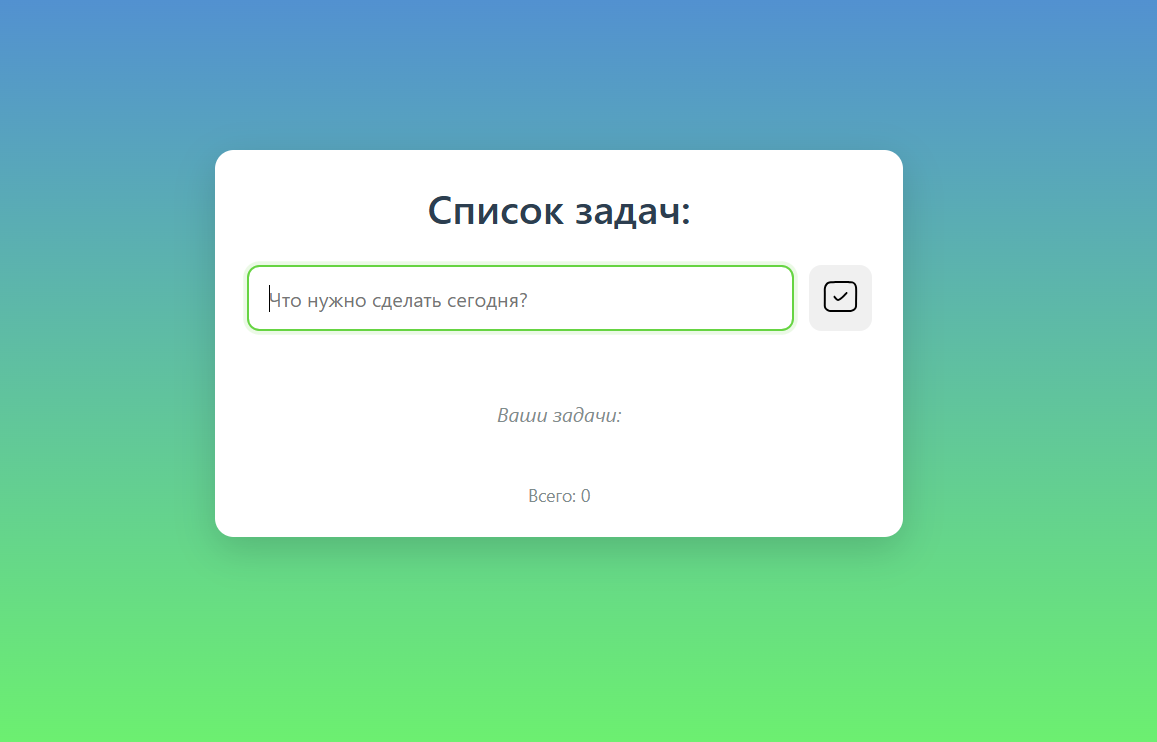 Список задач:
Что нужно сделать сегодня?
Ваши задачи:
Всего: 0